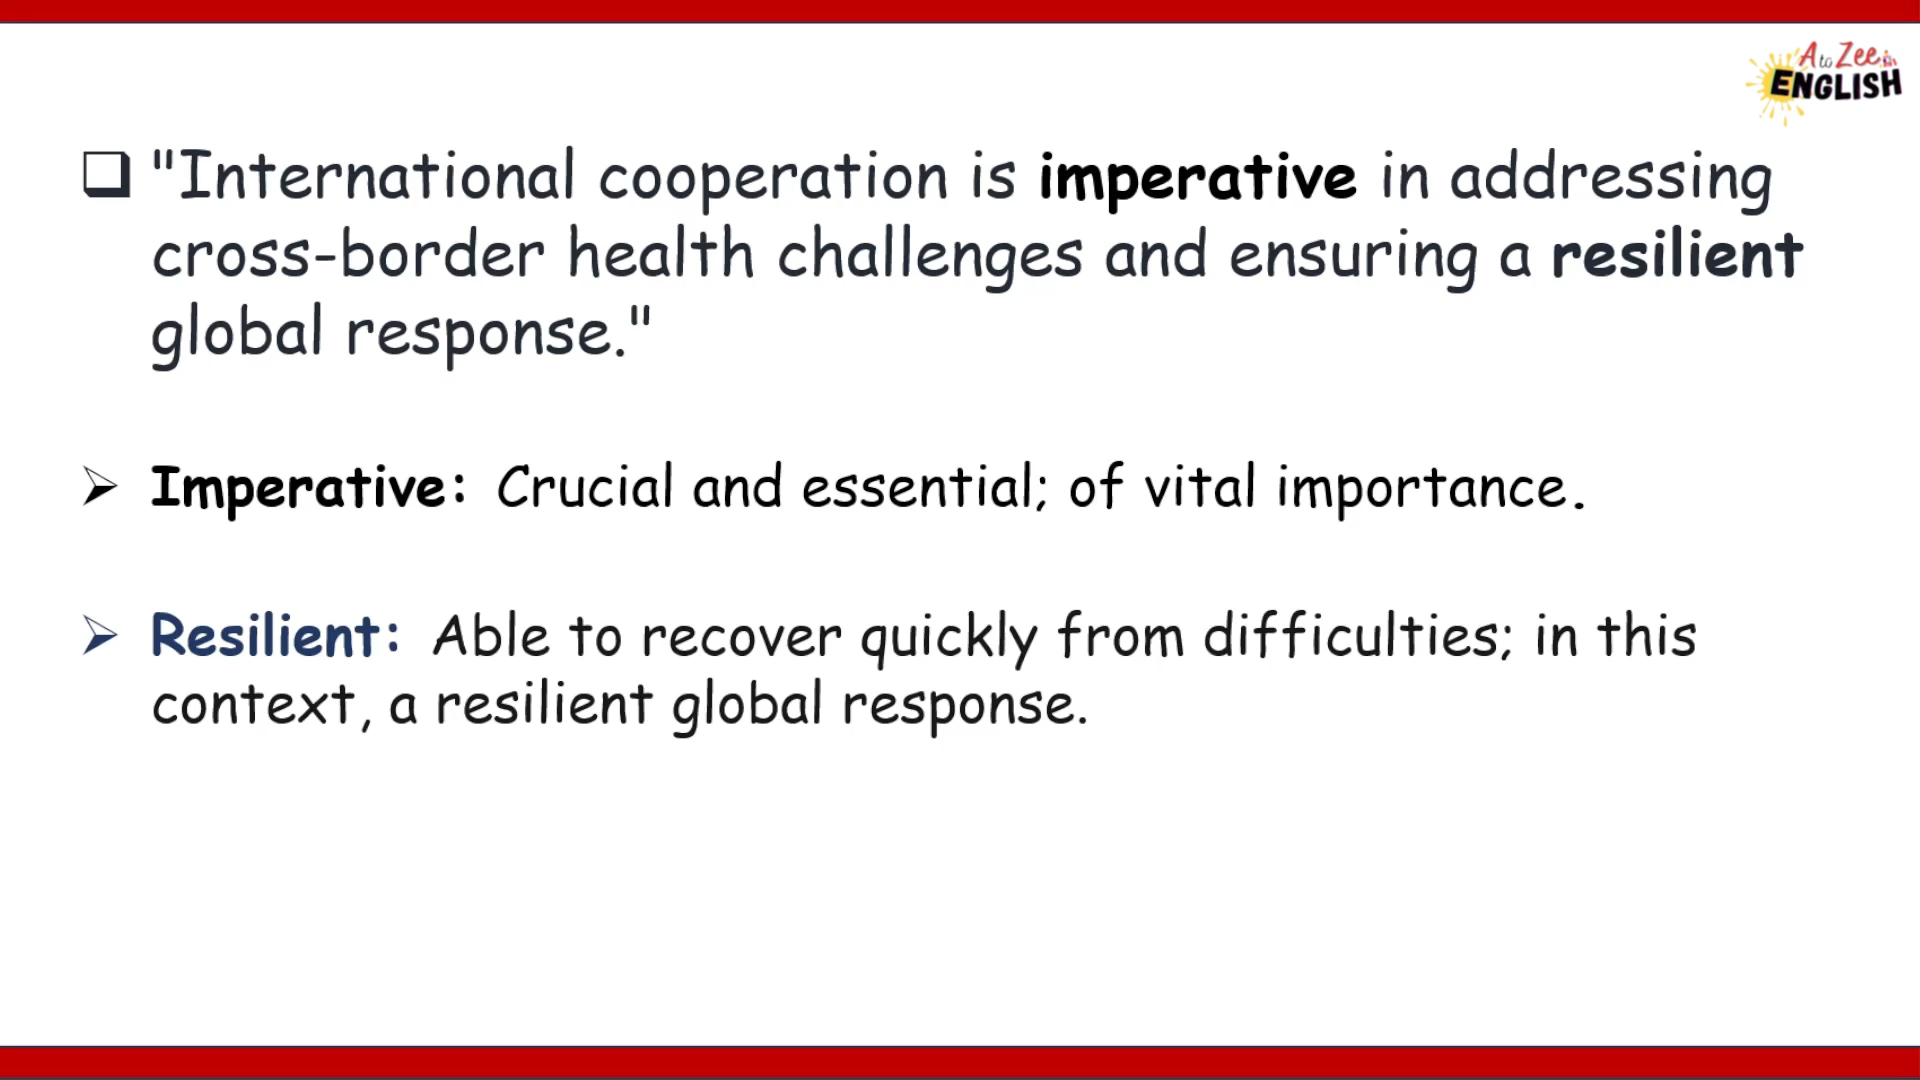 A to Zee in
ENGLISH
"International cooperation is imperative in addressing
cross-border health challenges and ensuring a resilient
global response."
Imperative: Crucial and essential; of vital importance.
Resilient: Able to recover quickly from difficulties; in this
context, a resilient global response.